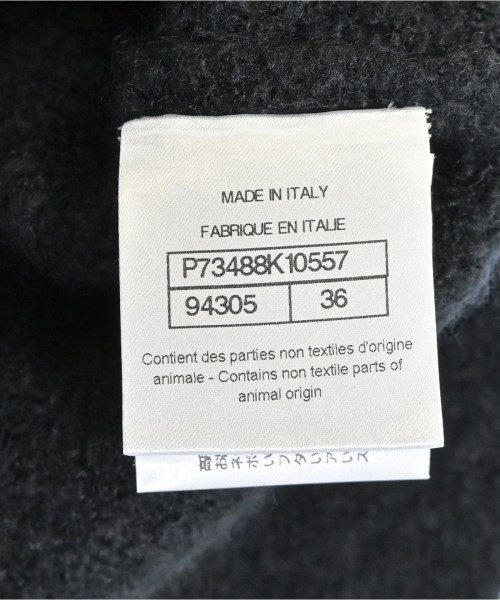 MADE IN ITALY
FABRIQUE EN ITALIE
P73488K10557
94305 36
Contient des parties non textiles d'origine
animale - Contains non textile parts of
animal origin